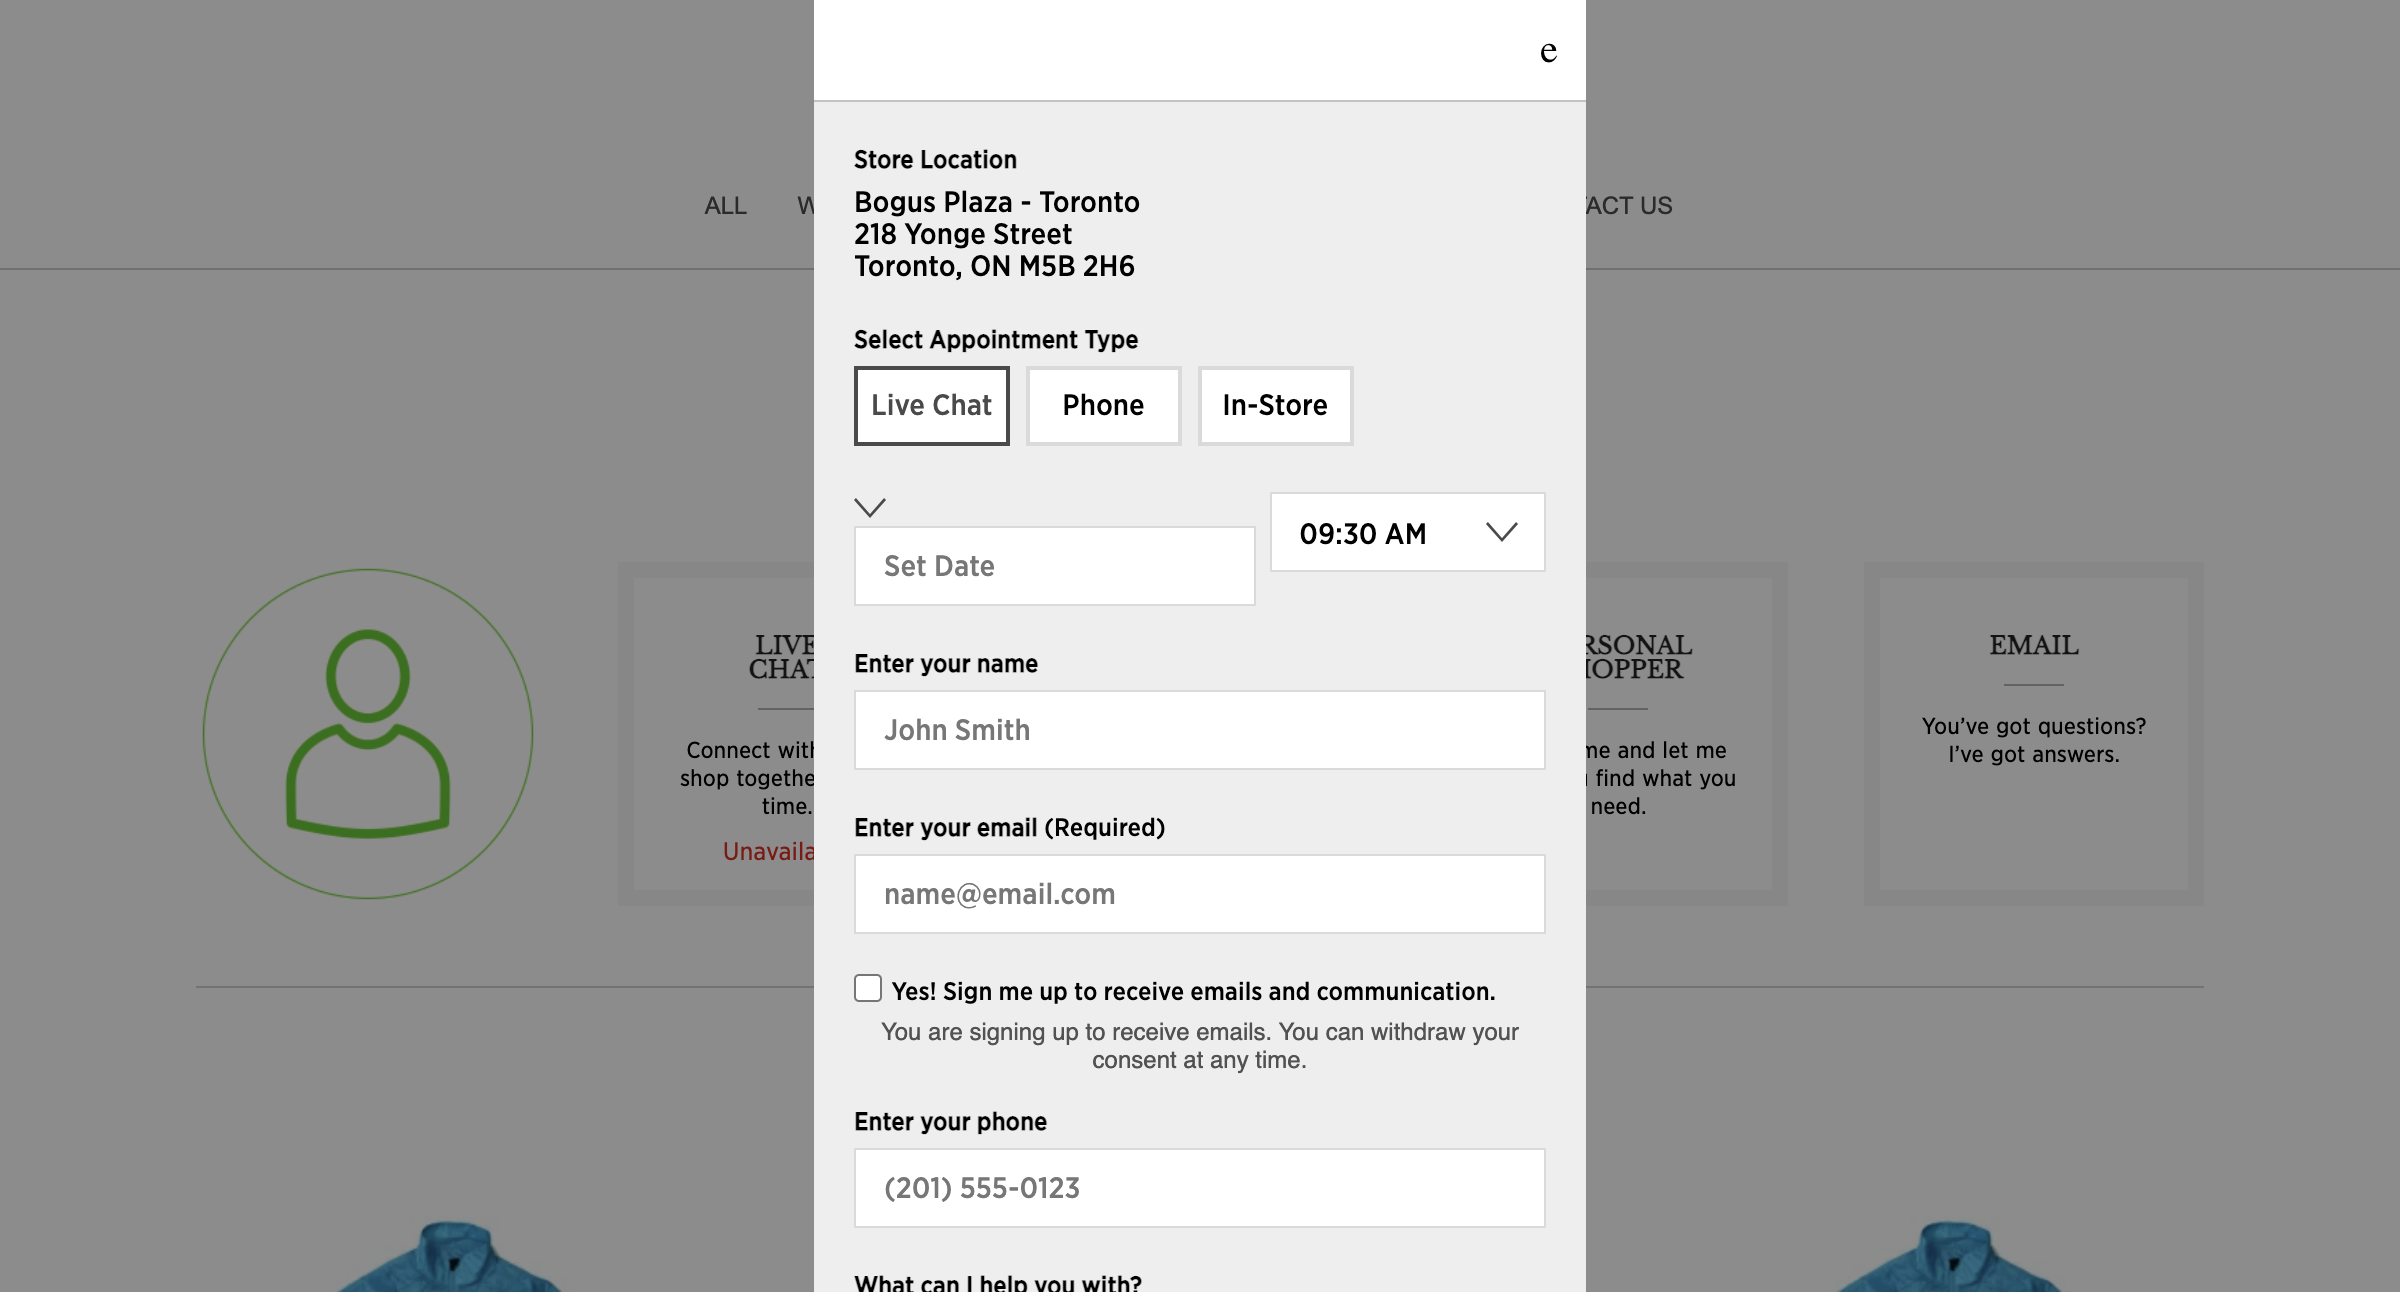 e
ALL
ACT US
Store Location
Bogus Plaza - Toronto
218 Yonge Street
Toronto, ON M5B 2H6
Select Appointment Type
Live Chat
Phone
In-Store
09:30 AM
Set Date
Enter your name
John Smith
Enter your email (Required)
name@email.com
Yes! Sign me up to receive emails and communication.
You are signing up to receive emails. You can withdraw your
consent at any time.
Enter your phone
(201) 555-0123
What can I help you with?
LIVE
CHAT
Connect with
shop togethe
time.
Unavaila
RSONAL
HOPPER
me and let me
find what you
need.
EMAIL
You’ve got questions?
I’ve got answers.